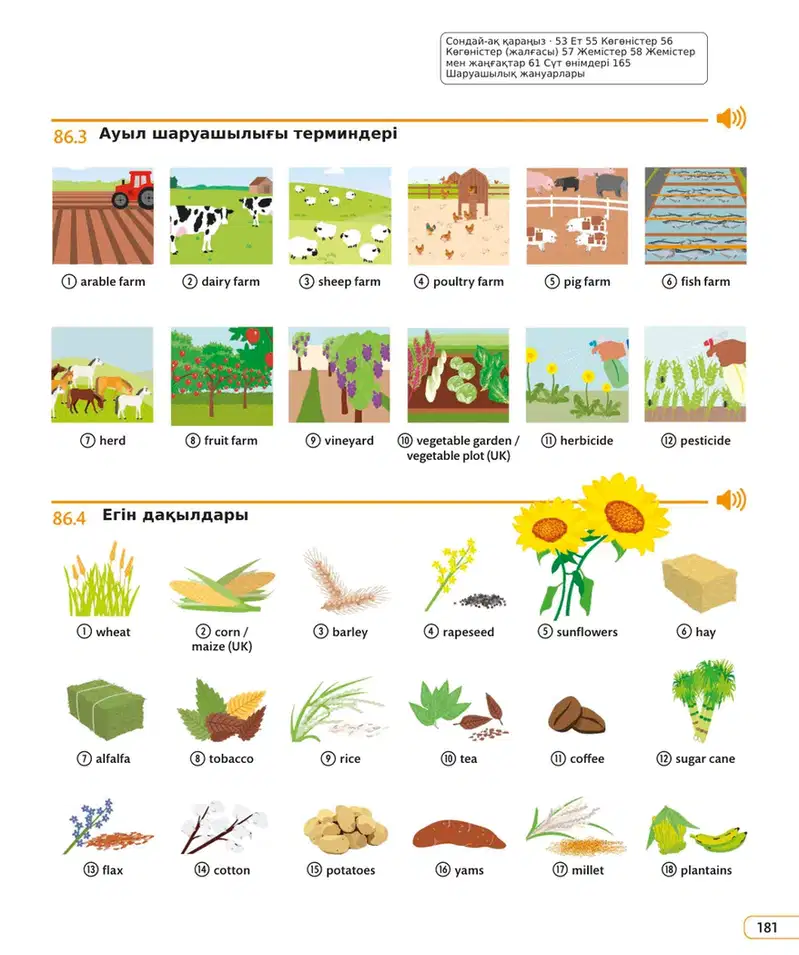 Сондай-ақ қараңыз · 53 Ет 55 Көгөністер 56
Көгөністер (жалғасы) 57 Жемістер 58 Жемістер
мен жаңғақтар 61 Сүт өнімдері 165
Шаруашылық жануарлары
86.3 Ауыл шаруашылығы терминдері
1 arable farm
2 dairy farm
3 sheep farm
4 poultry farm
5 pig farm
6 fish farm
7 herd
8 fruit farm
9 vineyard
10 vegetable garden /
vegetable plot (UK)
11 herbicide
12 pesticide
86.4 Егін дақылдары
1 wheat
2 corn /
maize (UK)
3 barley
4 rapeseed
5 sunflowers
6 hay
7 alfalfa
8 tobacco
9 rice
10 tea
11 coffee
12 sugar cane
13 flax
14 cotton
15 potatoes
16 yams
17 millet
18 plantains
181